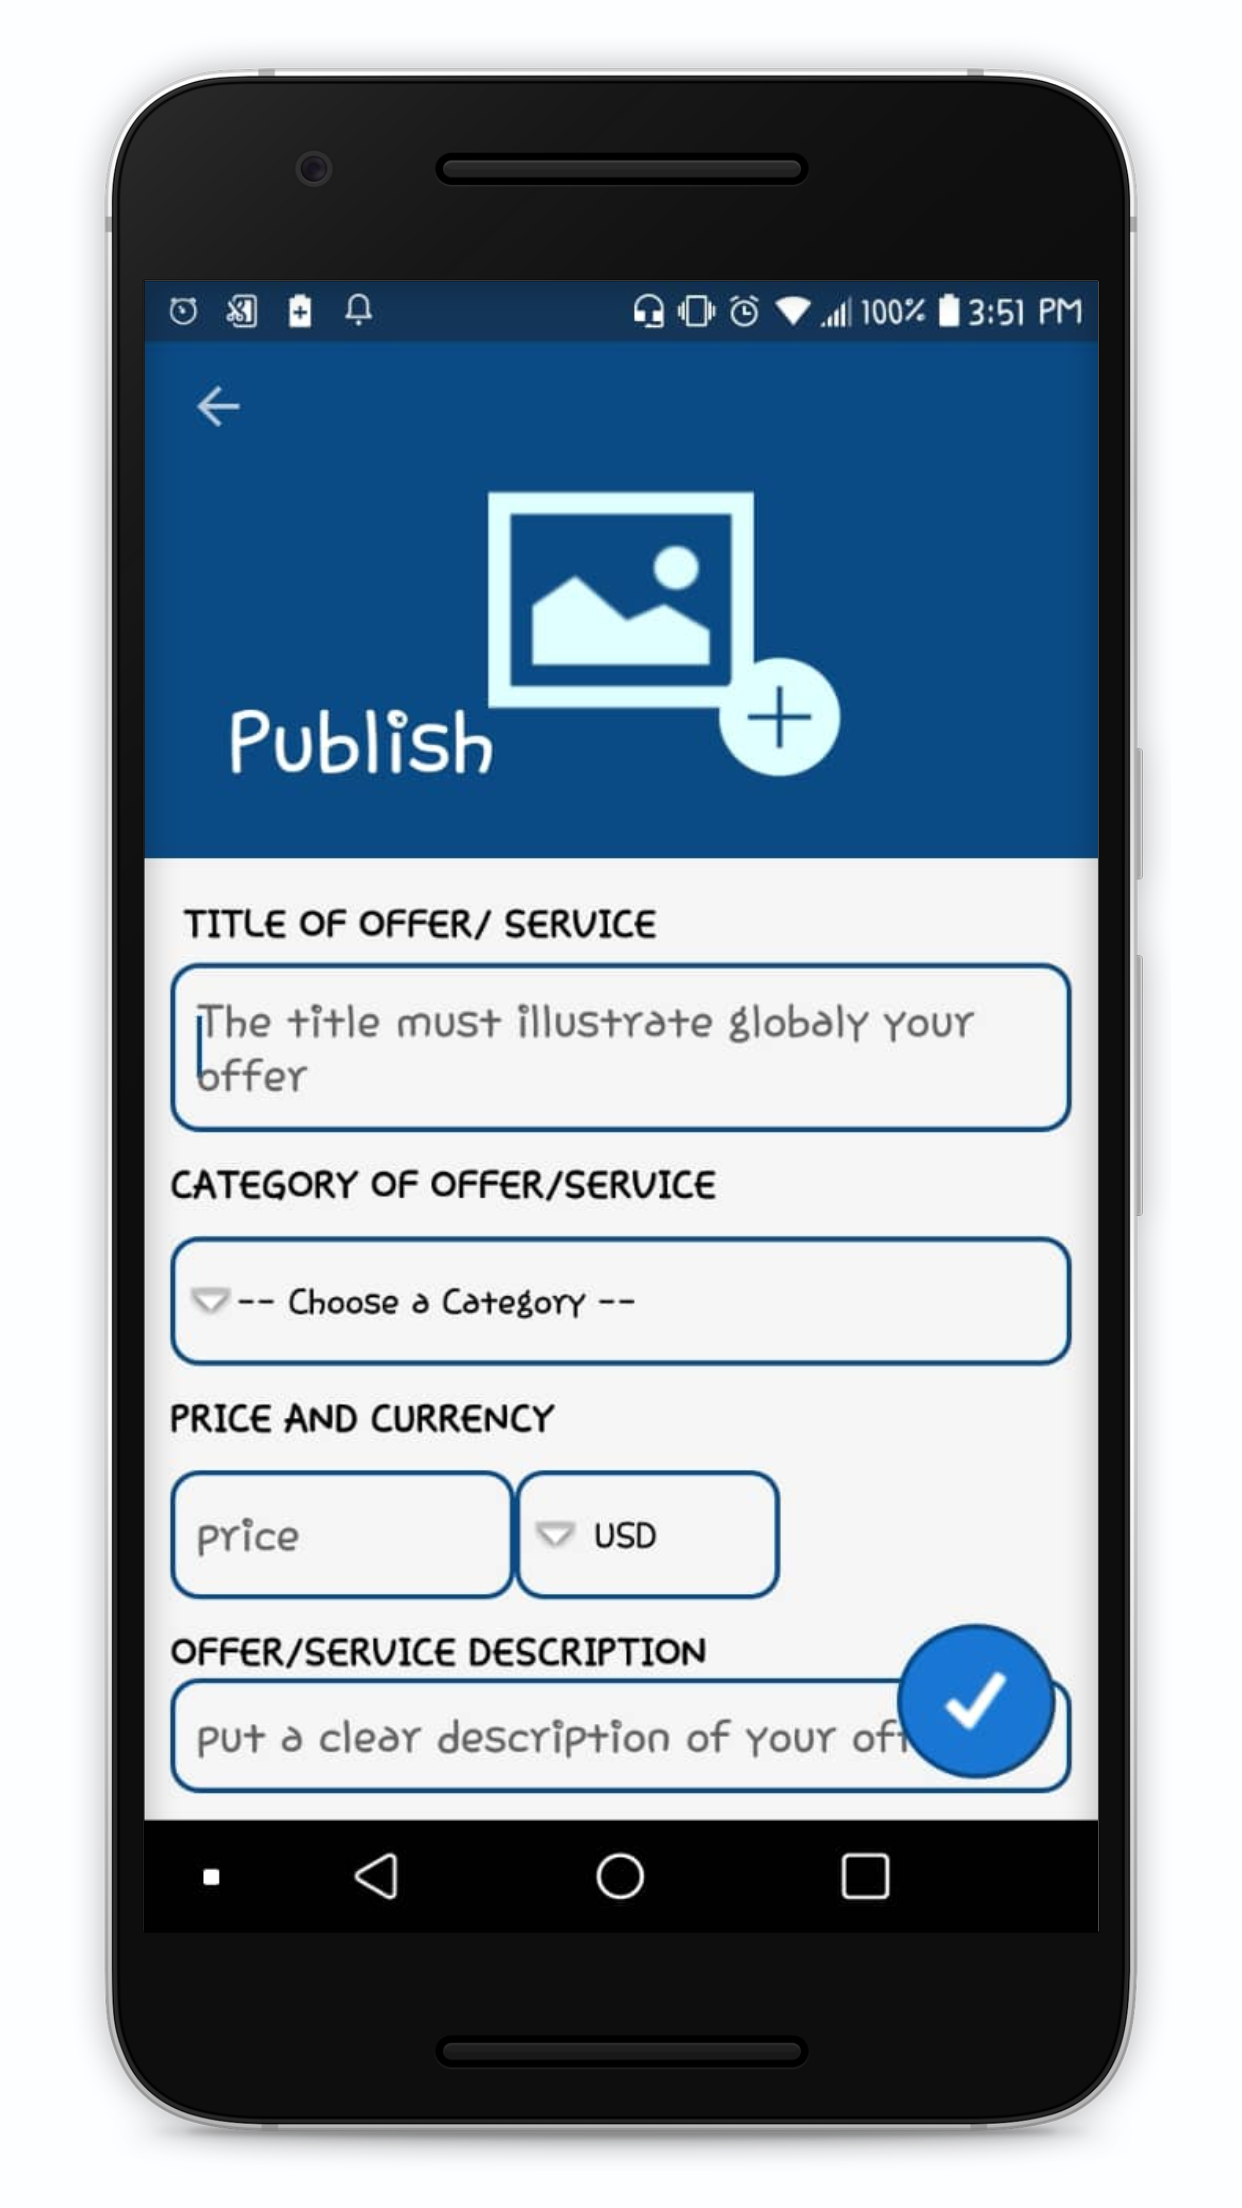 100% 3:51 PM
Publish
TITLE OF OFFER/ SERVICE
The title must illustrate globaly your
offer
CATEGORY OF OFFER/SERVICE
-- Choose a Category --
PRICE AND CURRENCY
price
USD
OFFER/SERVICE DESCRIPTION
put a clear description of your off